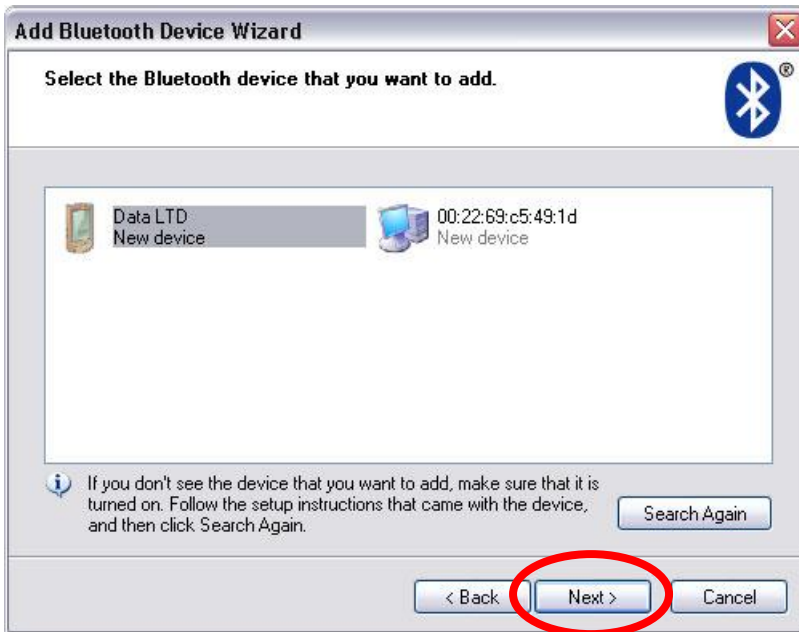 Add Bluetooth Device Wizard
Select the Bluetooth device that you want to add.
®
Data LTD
New device
00:22:69:c5:49:1d
New device
If you don't see the device that you want to add, make sure that it is
turned on. Follow the setup instructions that came with the device,
and then click Search Again.
Search Again
< Back
Next >
Cancel